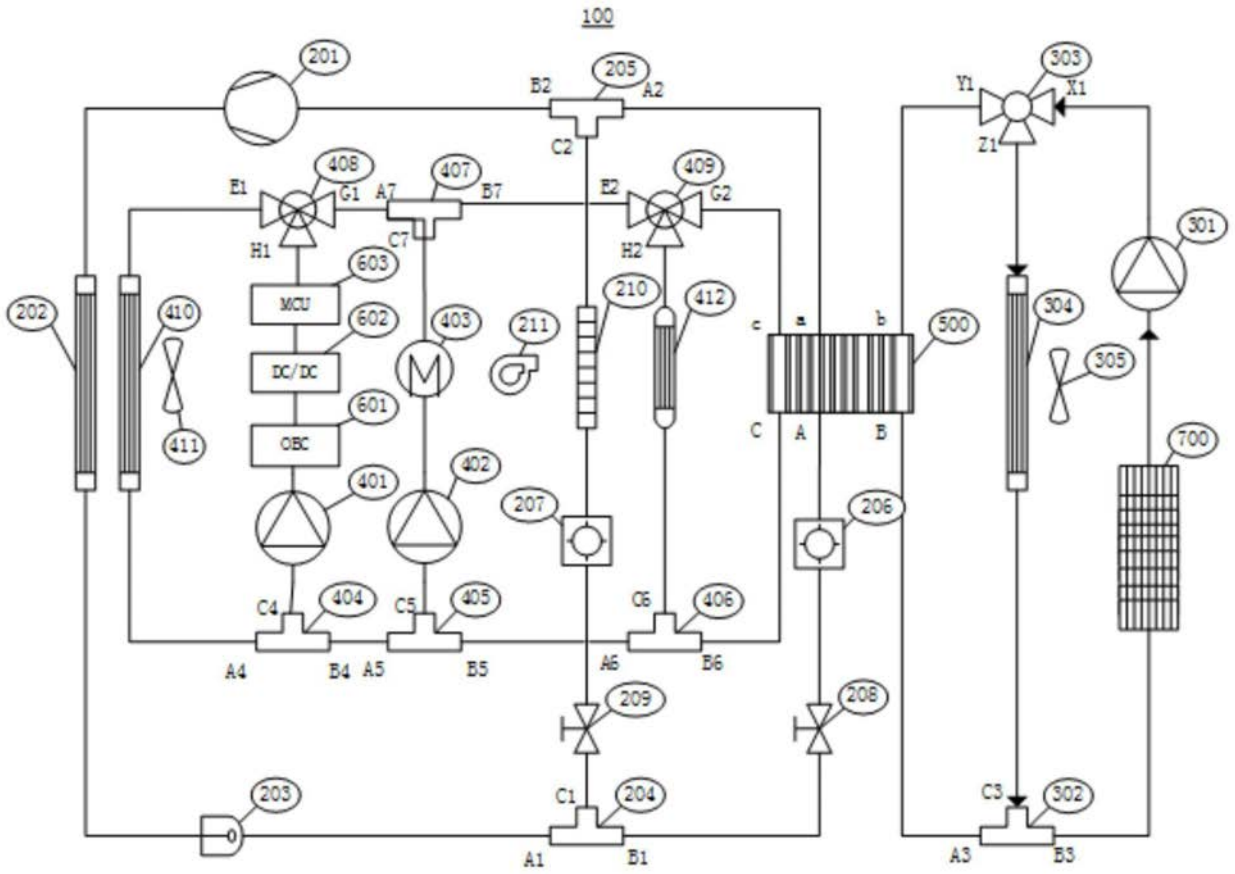 100
201
205
303
B2
A2
Y1
X1
C2
Z1
408
407
409
E1
G1
A7
B7
E2
G2
301
H1
C7
H2
603
MCU
202
410
602
403
211
210
412
c
a
b
500
304
DC/DC
305
601
411
OBC
C
A
B
700
401
402
207
206
C4
404
C5
405
C6
406
A4
B4
A5
B5
A6
B6
209
208
203
C1
204
C3
302
A1
B1
A3
B3